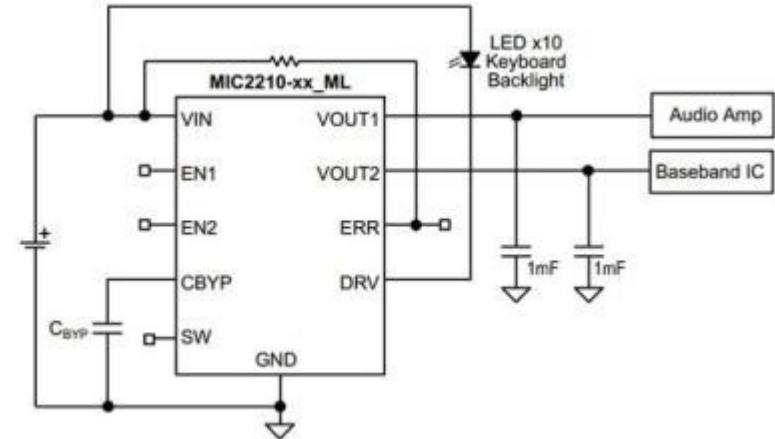 LED x10
Keyboard
Backlight
MIC2210-xx_ML
VIN
VOUT1
Audio Amp
EN1
VOUT2
Baseband IC
EN2
ERR
+
CBYP
DRV
1mF
1mF
CBYP
SW
GND